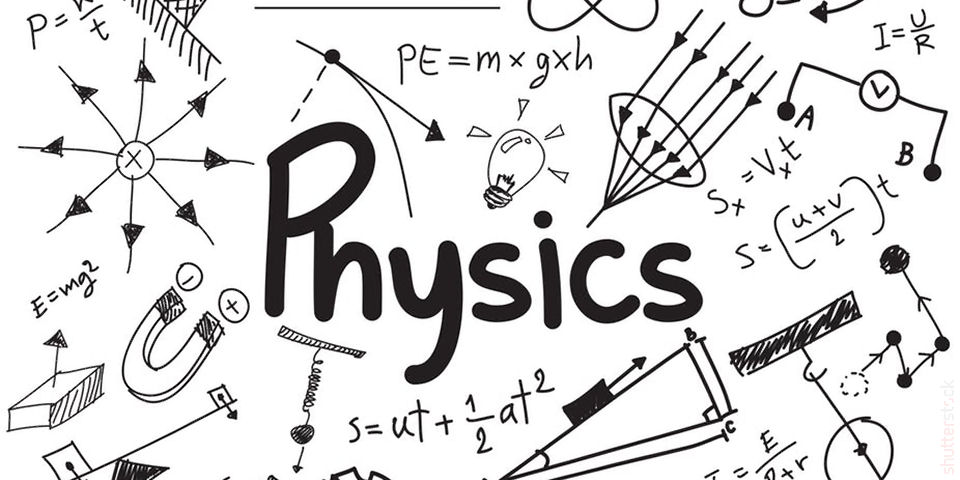 I=U/R
PE=m×g×h
V
A
B
X
Physics
Sx=Vxt
S=(u+v/2)t
E=mg²
−
+
S=ut+1/2at²
B
C
shutterstock